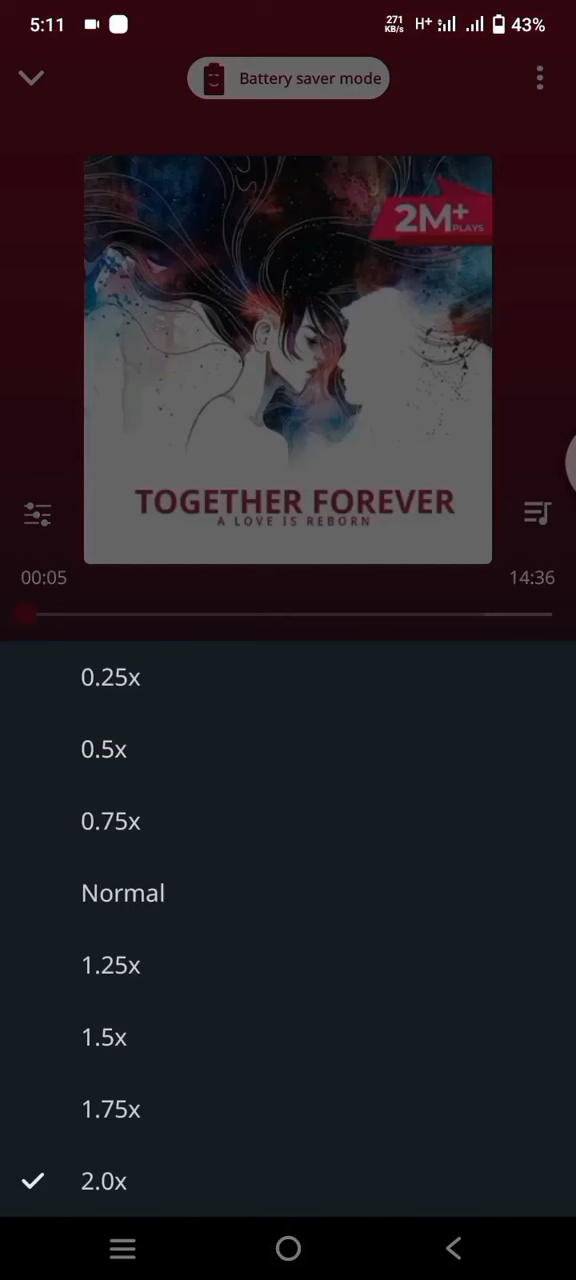 5:11
271 KB/s H+ 43%
Battery saver mode
2M+ PLAYS
TOGETHER FOREVER
A LOVE IS REBORN
00:05 14:36
0.25x
0.5x
0.75x
Normal
1.25x
1.5x
1.75x
2.0x